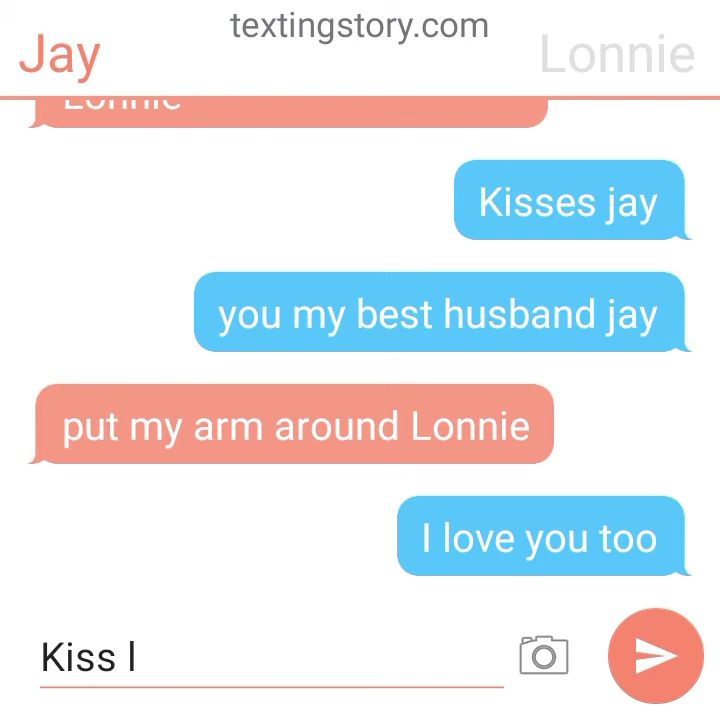 textingstory.com
Jay
Lonnie
Lonnie
Kisses jay
you my best husband jay
put my arm around Lonnie
I love you too
Kiss l